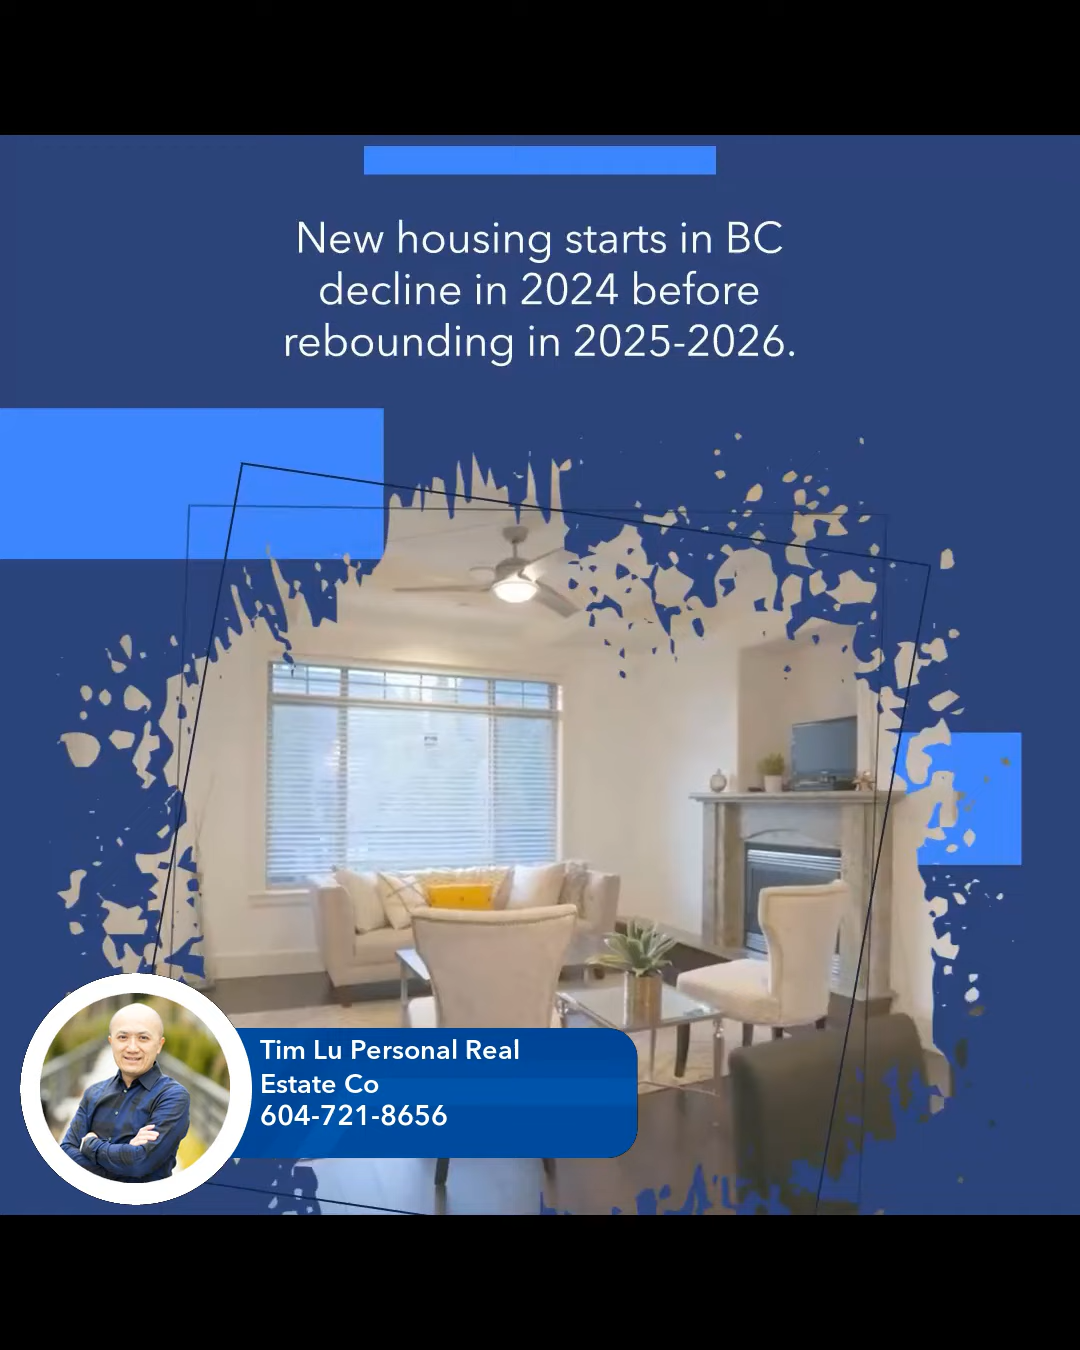 New housing starts in BC
decline in 2024 before
rebounding in 2025-2026.
Tim Lu Personal Real
Estate Co
604-721-8656